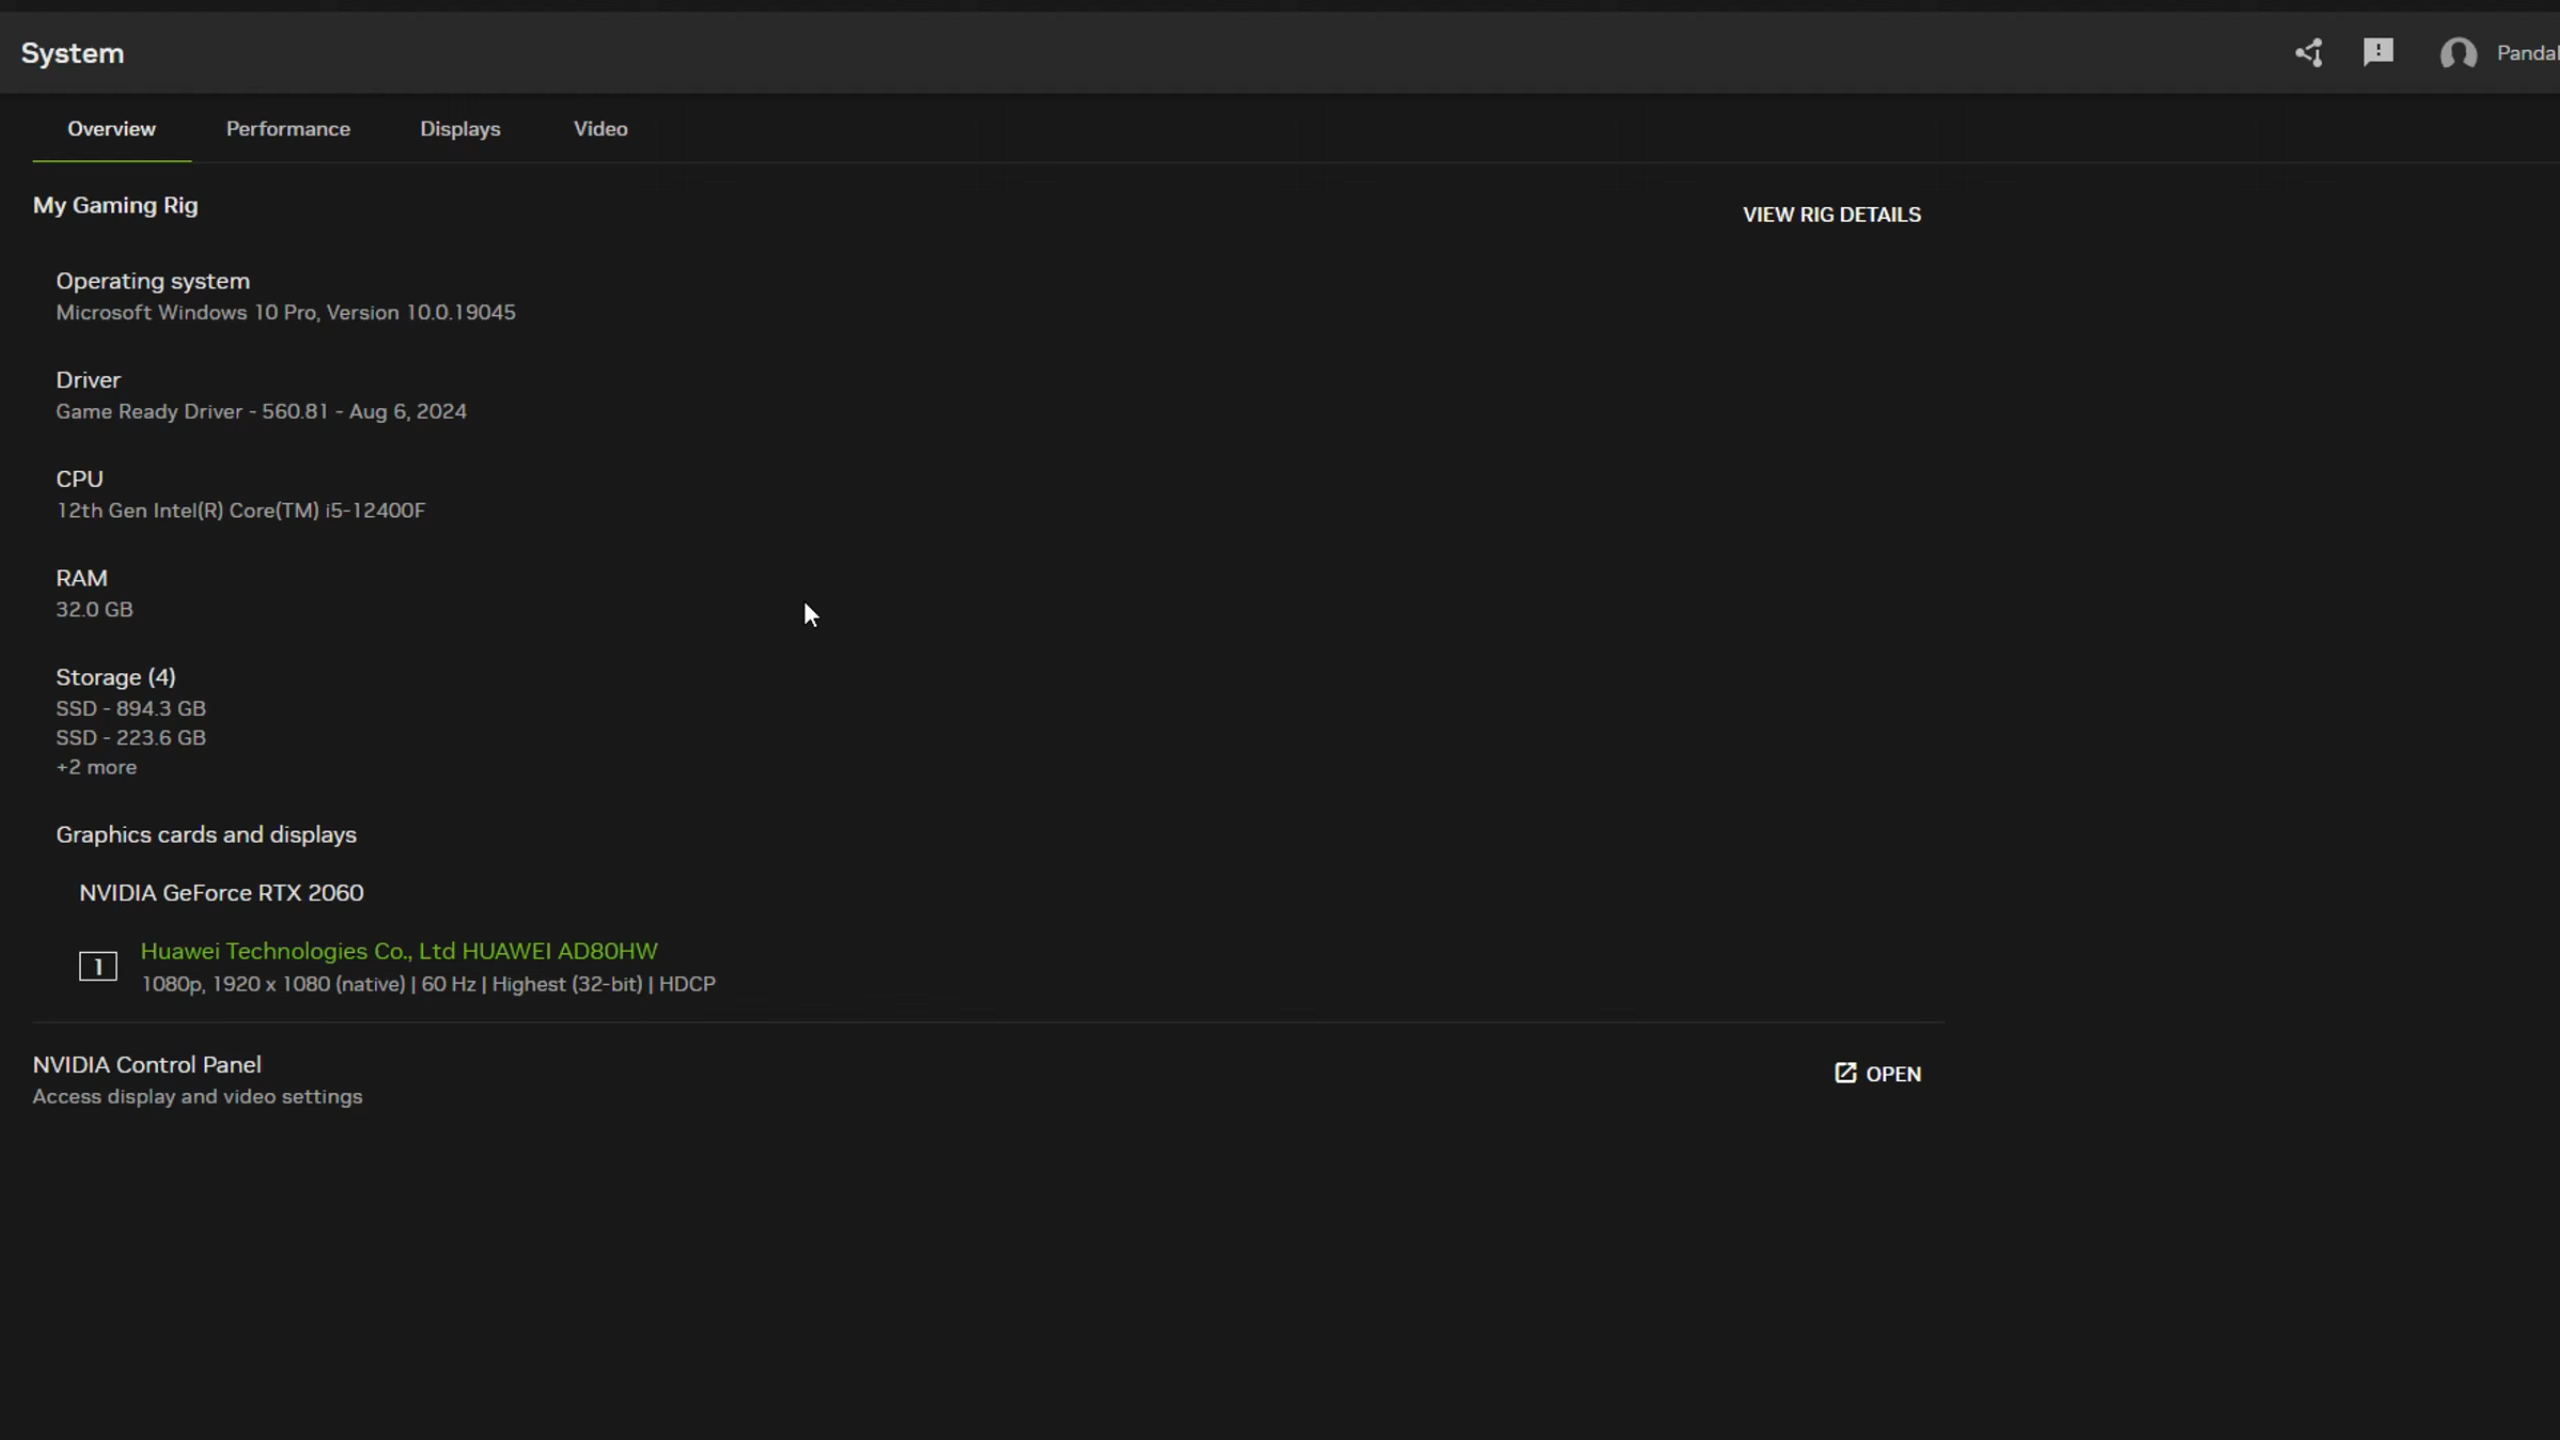 System
Panda
Overview
Performance
Displays
Video
My Gaming Rig
VIEW RIG DETAILS
Operating system
Microsoft Windows 10 Pro, Version 10.0.19045
Driver
Game Ready Driver - 560.81 - Aug 6, 2024
CPU
12th Gen Intel(R) Core(TM) i5-12400F
RAM
32.0 GB
Storage (4)
SSD - 894.3 GB
SSD - 223.6 GB
+2 more
Graphics cards and displays
NVIDIA GeForce RTX 2060
1
Huawei Technologies Co., Ltd HUAWEI AD80HW
1080p, 1920 x 1080 (native) | 60 Hz | Highest (32-bit) | HDCP
NVIDIA Control Panel
OPEN
Access display and video settings